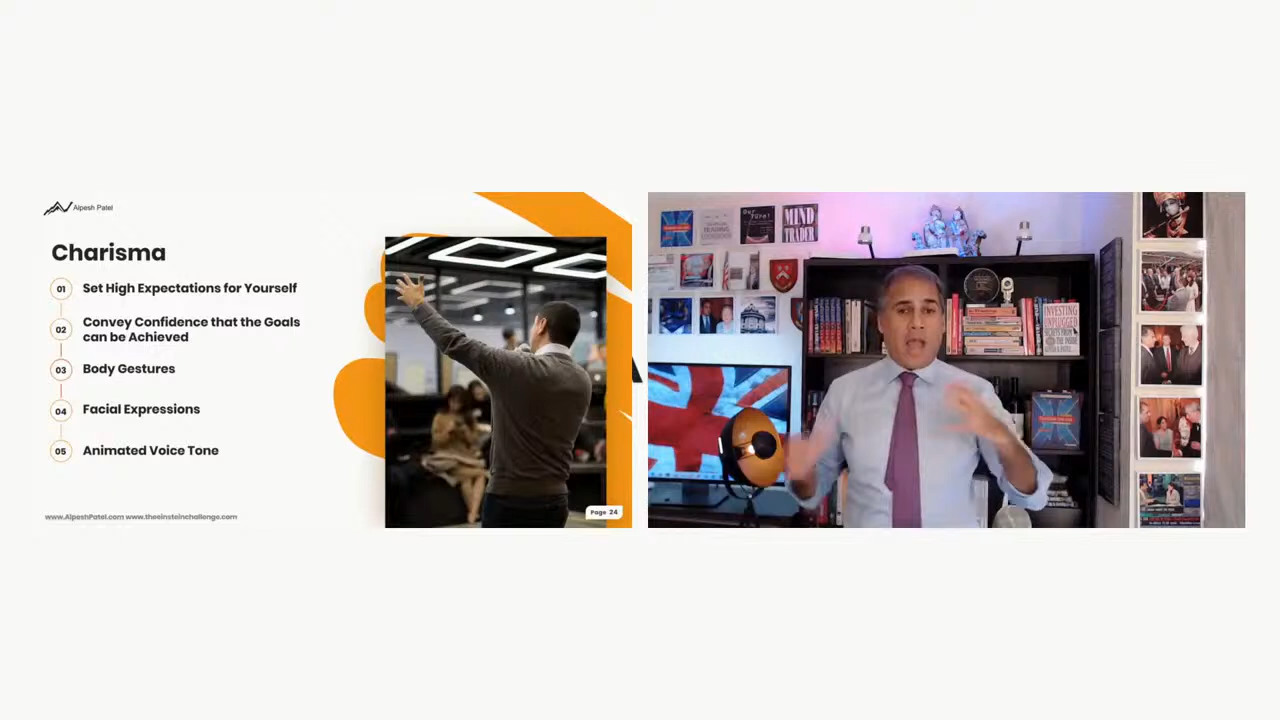 Alpesh Patel
Charisma
01 Set High Expectations for Yourself
02 Convey Confidence that the Goals
can be Achieved
03 Body Gestures
04 Facial Expressions
05 Animated Voice Tone
www.AlpeshPatel.com www.theeinsteinchallenge.com
Page 24
MIND
TRADER
INVESTING
UNPLUGGED